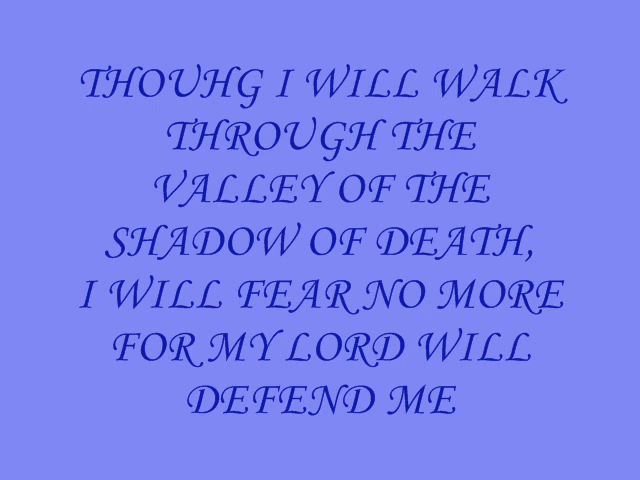 THOUHG I WILL WALK
THROUGH THE
VALLEY OF THE
SHADOW OF DEATH,
I WILL FEAR NO MORE
FOR MY LORD WILL
DEFEND ME